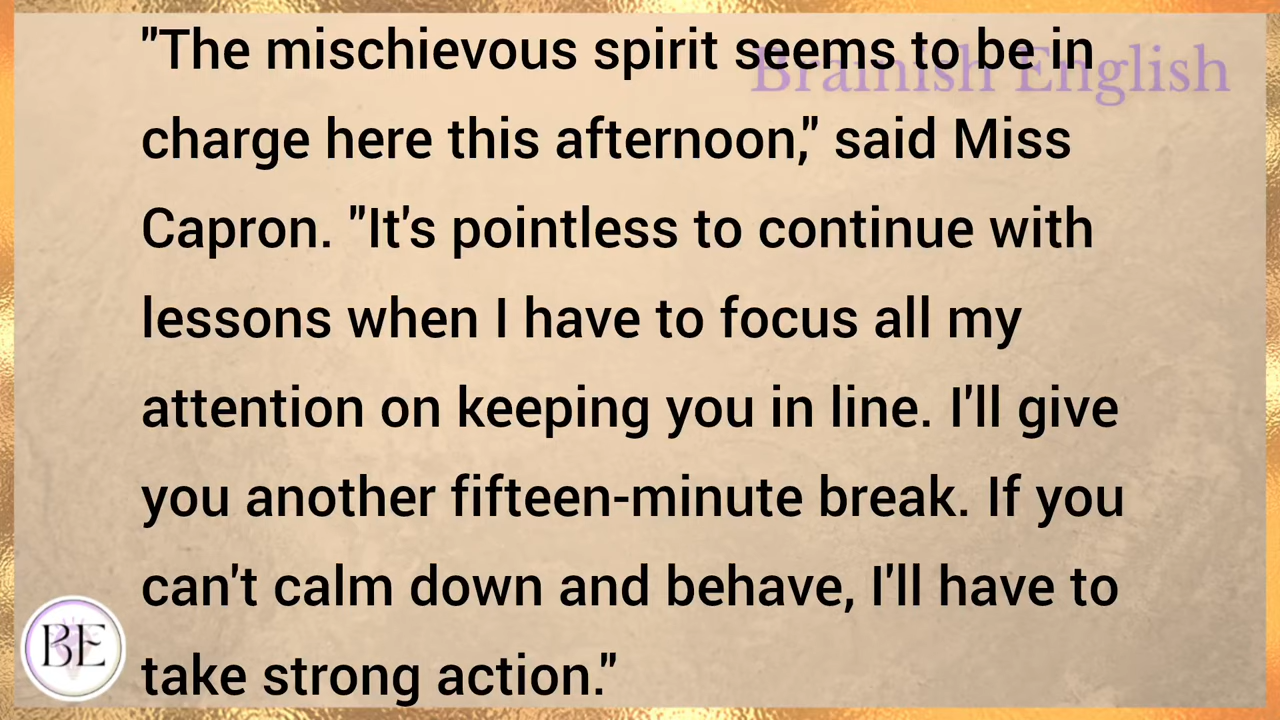 Brainish English
"The mischievous spirit seems to be in
charge here this afternoon," said Miss
Capron. "It's pointless to continue with
lessons when I have to focus all my
attention on keeping you in line. I'll give
you another fifteen-minute break. If you
can't calm down and behave, I'll have to
take strong action."
BE